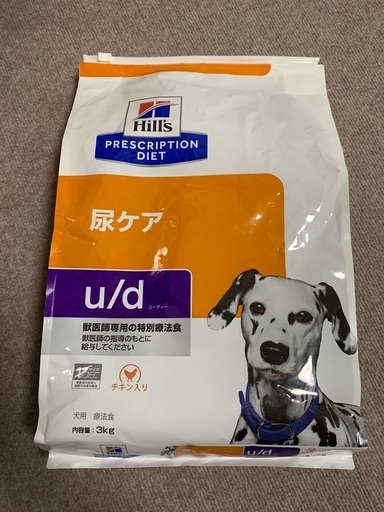 Hill's
PRESCRIPTION
DIET
尿ケア
u/d ユーディー
獣医師専用の特別療法食
獣医師の指導のもとに
給与してください
チキン入り
犬用 療法食
内容量:3kg
u/d